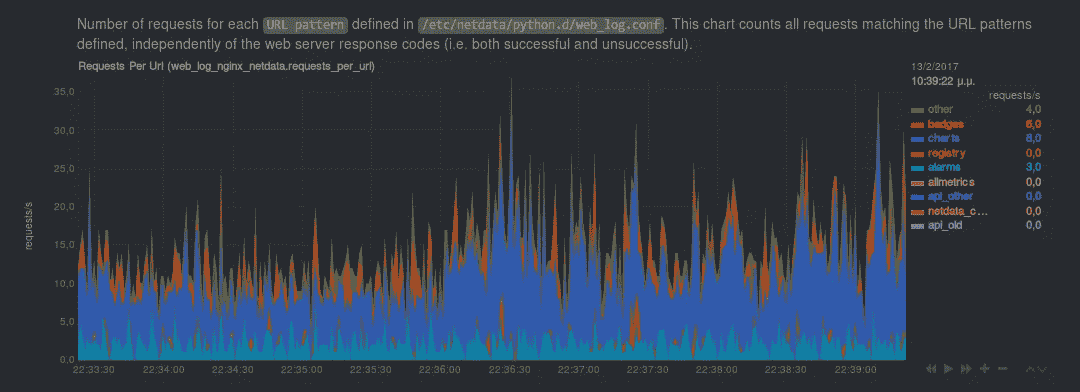 Number of requests for each URL pattern defined in /etc/netdata/python.d/web_log.conf. This chart counts all requests matching the URL patterns
defined, independently of the web server response codes (i.e. both successful and unsuccessful).
Requests Per Url (web_log_nginx_netdata.requests_per_url)
13/2/2017
10:39:22 μ.μ.
requests/s
other 4,0
badges 6,0
charts 8,0
registry 0,0
alarms 3,0
allmetrics 0,0
api_other 0,0
netdata_c... 0,0
api_old 0,0
requests/s
35,0
30,0
25,0
20,0
15,0
10,0
5,0
0,0
22:33:30 22:34:00 22:34:30 22:35:00 22:35:30 22:36:00 22:36:30 22:37:00 22:37:30 22:38:00 22:38:30 22:39:00